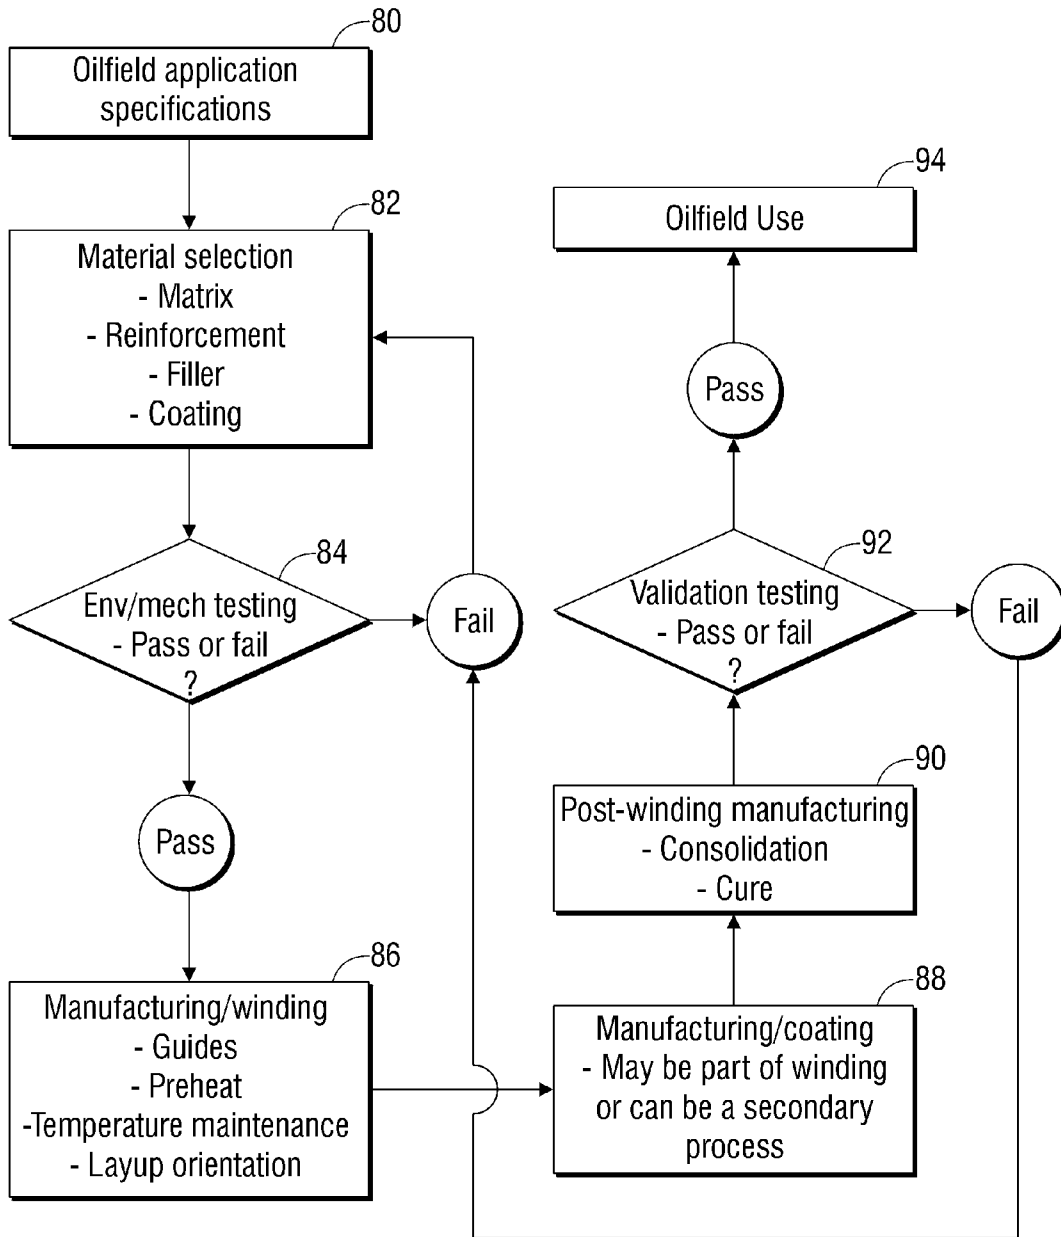 80
Oilfield application
specifications
82
Material selection
- Matrix
- Reinforcement
- Filler
- Coating
84
Env/mech testing
- Pass or fail
?
Fail
Pass
86
Manufacturing/winding
- Guides
- Preheat
-Temperature maintenance
- Layup orientation
88
Manufacturing/coating
- May be part of winding
or can be a secondary
process
90
Post-winding manufacturing
- Consolidation
- Cure
92
Validation testing
- Pass or fail
?
Fail
Pass
94
Oilfield Use